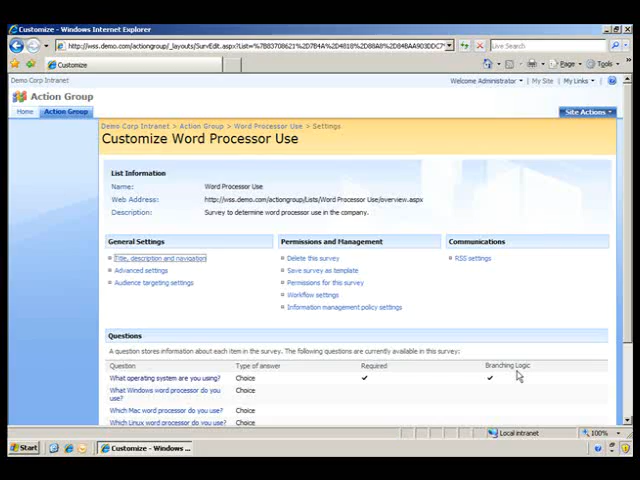 Customize - Windows Internet Explorer
Customize
Live Search
Page
Tools
Demo Corp Intranet
Welcome Administrator
My Site
My Links
Action Group
Home
Action Group
Site Actions
Demo Corp Intranet > Action Group > Word Processor Use > Settings
Customize Word Processor Use
List Information
Name: Word Processor Use
Web Address: http://wss.demo.com/actiongroup/Lists/Word Processor Use/overview.aspx
Description: Survey to determine word processor use in the company.
General Settings
Title, description and navigation
Advanced settings
Audience targeting settings
Permissions and Management
Delete this survey
Save survey as template
Permissions for this survey
Workflow settings
Information management policy settings
Communications
RSS settings
Questions
A question stores information about each item in the survey. The following questions are currently available in this survey:
Question Type of answer Required Branching Logic
What operating system are you using? Choice
What Windows word processor do you use? Choice
Which Mac word processor do you use? Choice
Which Linux word processor do you use? Choice
Local intranet
100%
Start
Customize - Windows ...